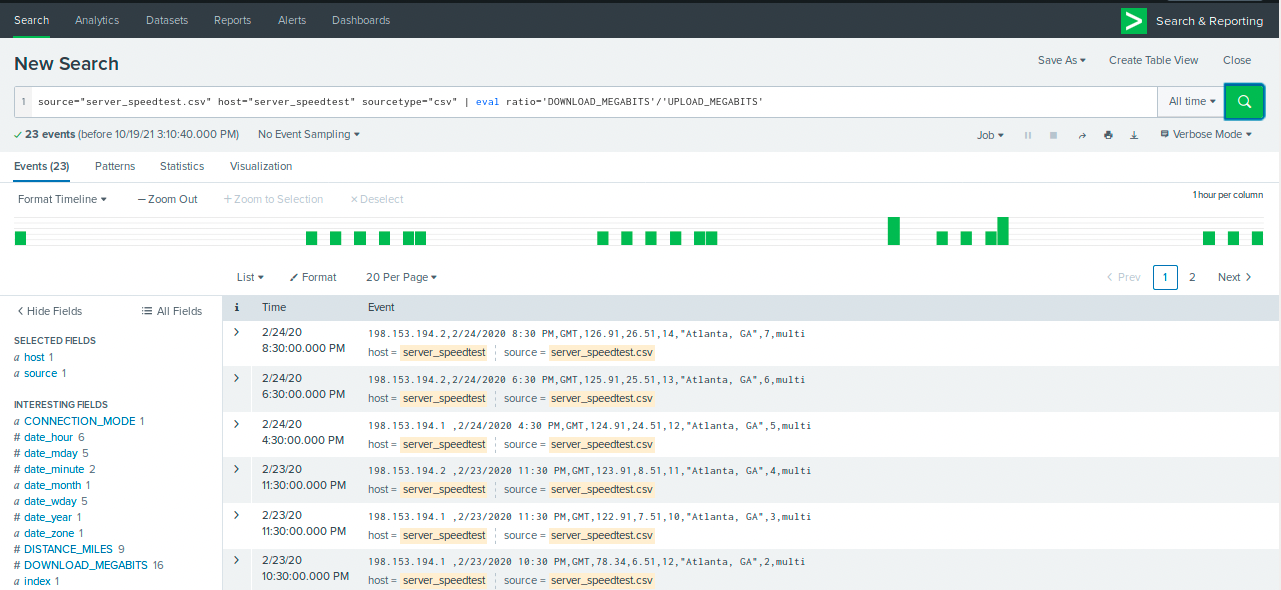 Search Analytics Datasets Reports Alerts Dashboards Search & Reporting
New Search Save As Create Table View Close
1 source="server_speedtest.csv" host="server_speedtest" sourcetype="csv" | eval ratio='DOWNLOAD_MEGABITS'/'UPLOAD_MEGABITS' All time
23 events (before 10/19/21 3:10:40.000 PM) No Event Sampling Job Verbose Mode
Events (23) Patterns Statistics Visualization
Format Timeline — Zoom Out + Zoom to Selection × Deselect 1 hour per column
List Format 20 Per Page < Prev 1 2 Next >
< Hide Fields All Fields
SELECTED FIELDS
a host 1
a source 1
INTERESTING FIELDS
a CONNECTION_MODE 1
# date_hour 6
# date_mday 5
# date_minute 2
a date_month 1
a date_wday 5
# date_year 1
a date_zone 1
# DISTANCE_MILES 9
# DOWNLOAD_MEGABITS 16
a index 1
i Time Event
> 2/24/20 198.153.194.2,2/24/2020 8:30 PM,GMT,126.91,26.51,14,"Atlanta, GA",7,multi
8:30:00.000 PM host = server_speedtest source = server_speedtest.csv
> 2/24/20 198.153.194.2,2/24/2020 6:30 PM,GMT,125.91,25.51,13,"Atlanta, GA",6,multi
6:30:00.000 PM host = server_speedtest source = server_speedtest.csv
> 2/24/20 198.153.194.1 ,2/24/2020 4:30 PM,GMT,124.91,24.51,12,"Atlanta, GA",5,multi
4:30:00.000 PM host = server_speedtest source = server_speedtest.csv
> 2/23/20 198.153.194.2 ,2/23/2020 11:30 PM,GMT,123.91,8.51,11,"Atlanta, GA",4,multi
11:30:00.000 PM host = server_speedtest source = server_speedtest.csv
> 2/23/20 198.153.194.1 ,2/23/2020 11:30 PM,GMT,122.91,7.51,10,"Atlanta, GA",3,multi
11:30:00.000 PM host = server_speedtest source = server_speedtest.csv
> 2/23/20 198.153.194.1 ,2/23/2020 10:30 PM,GMT,78.34,6.51,12,"Atlanta, GA",2,multi
10:30:00.000 PM host = server_speedtest source = server_speedtest.csv